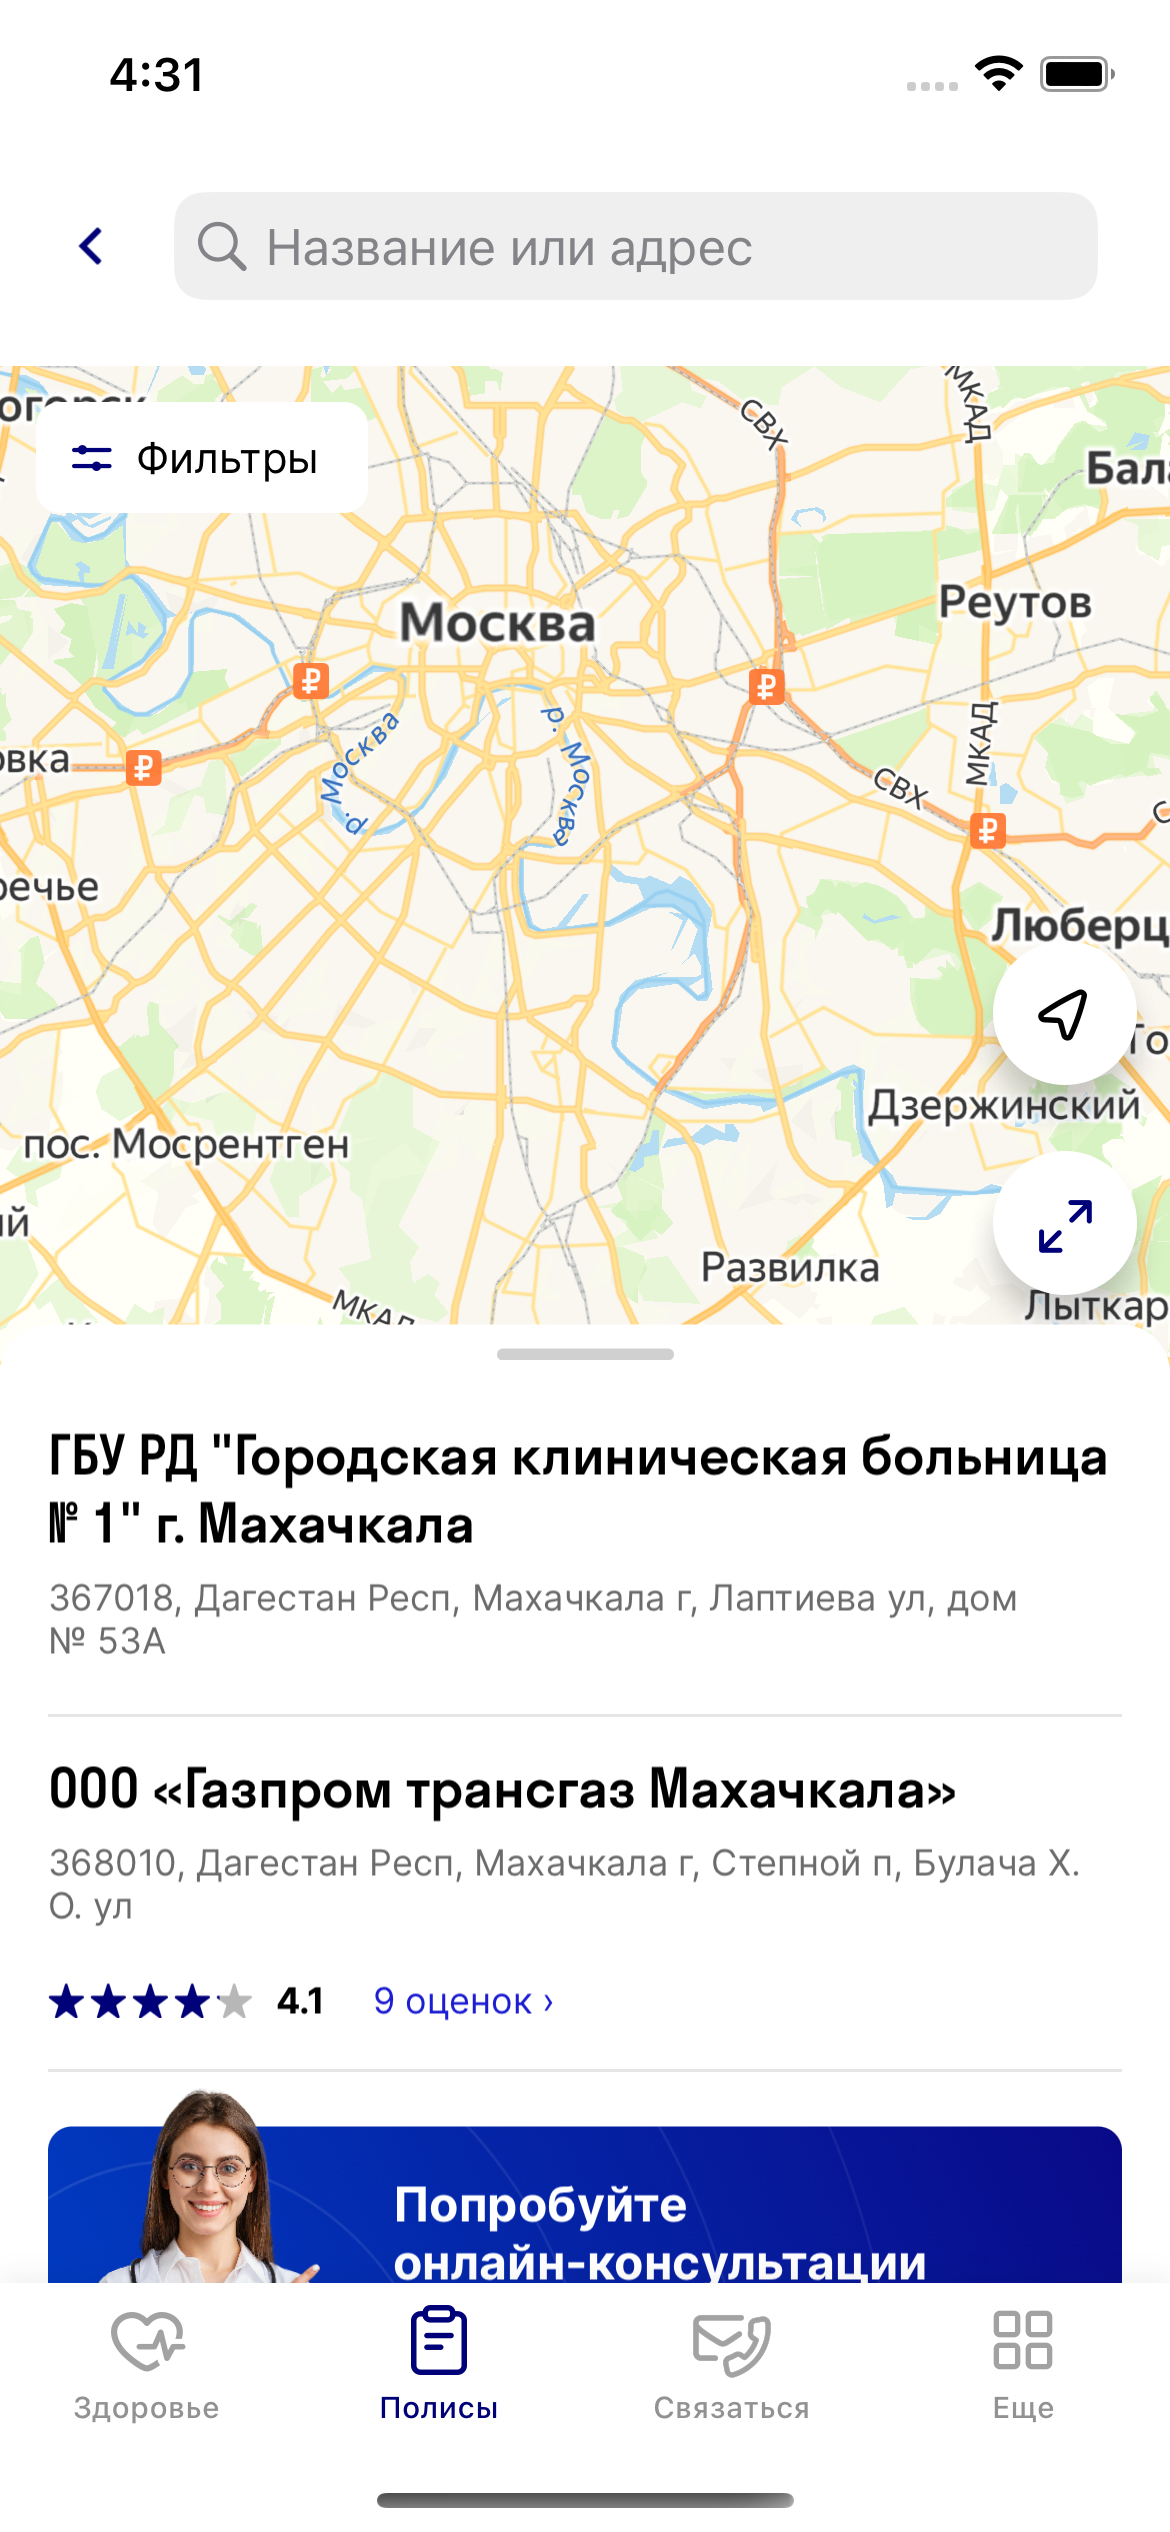 4:31
Название или адрес
Фильтры
СВХ
МКАД
Москва
Реутов
р. Москва
р. Москва
МКАД
СВХ
Дзержинский
пос. Мосрентген
Развилка
МКАД
ГБУ РД "Городская клиническая больница
№ 1" г. Махачкала
367018, Дагестан Респ, Махачкала г, Лаптиева ул, дом
№ 53А
ООО «Газпром трансгаз Махачкала»
368010, Дагестан Респ, Махачкала г, Степной п, Булача Х.
О. ул
4.1 9 оценок ›
Попробуйте
онлайн-консультации
Здоровье
Полисы
Связаться
Еще